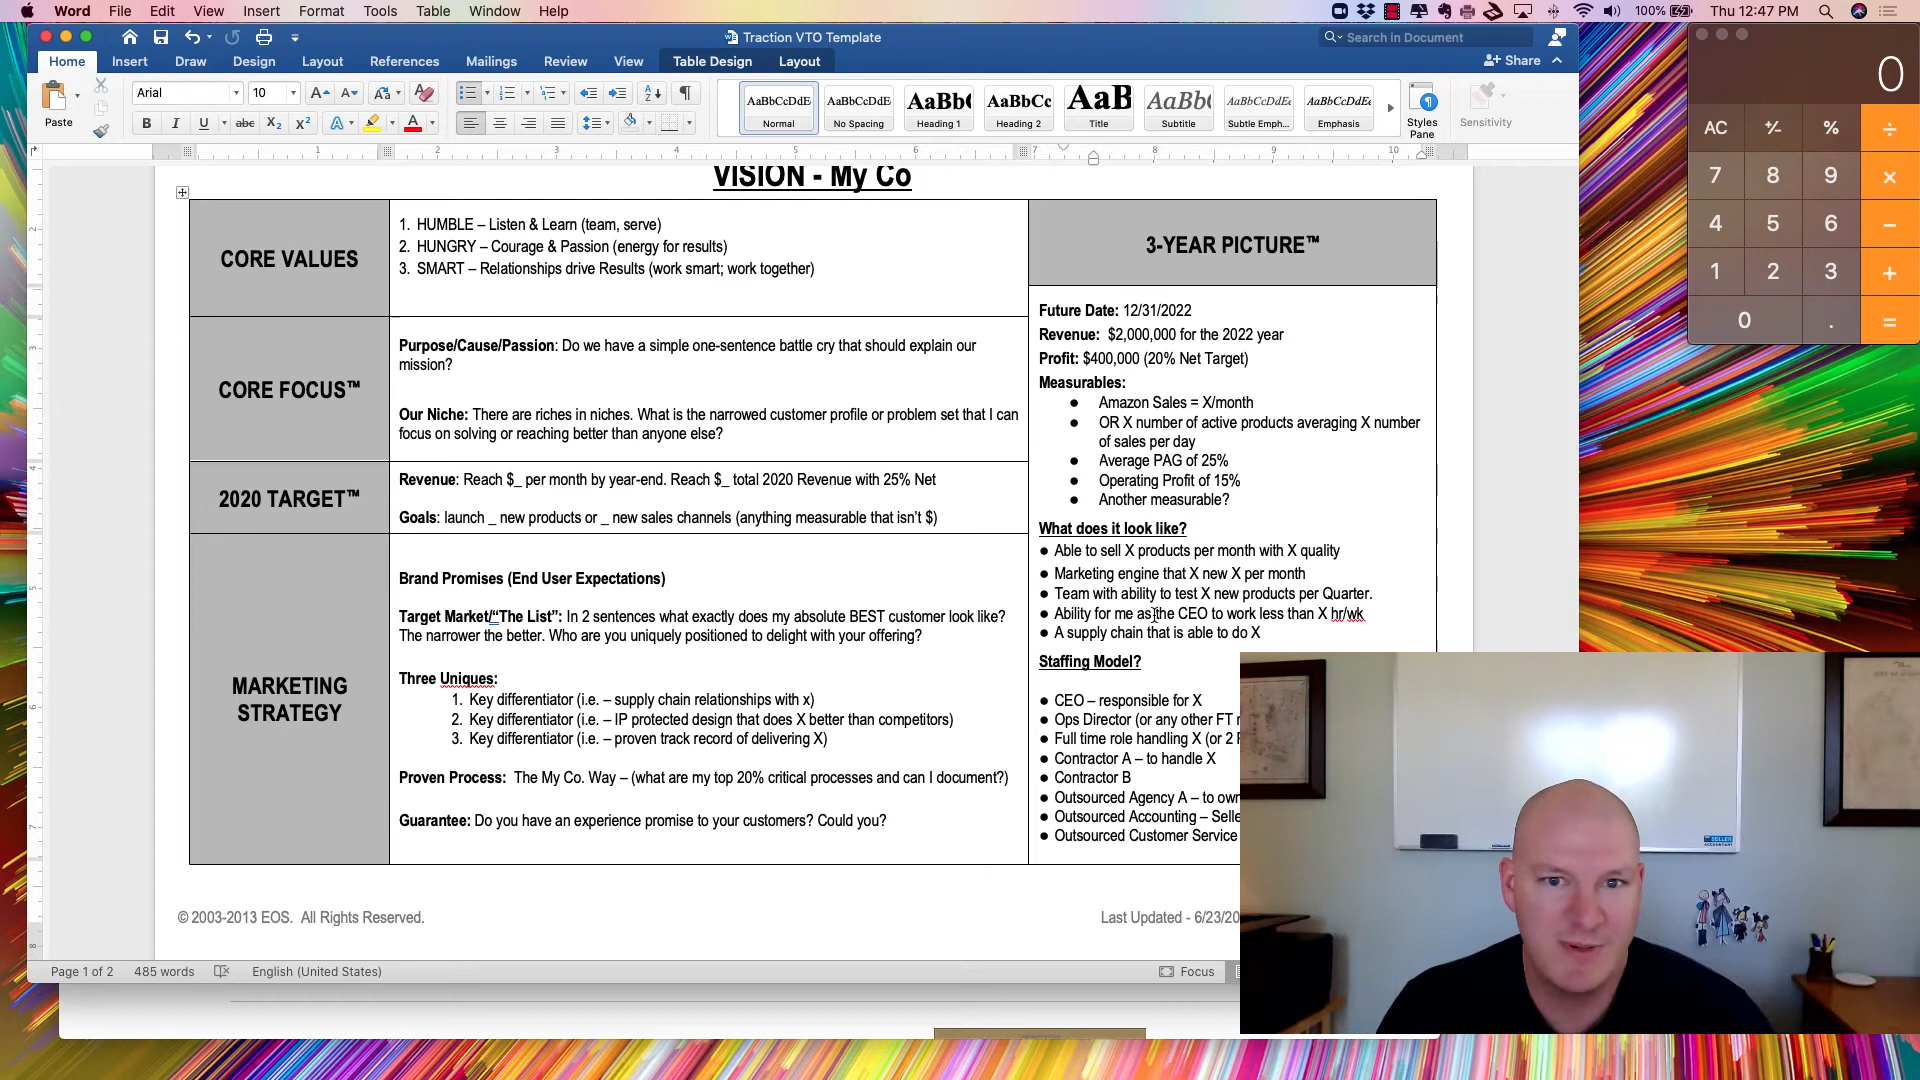 Word File Edit View Insert Format Tools Table Window Help
100% Thu 12:47 PM
Traction VTO Template
Search in Document
Home Insert Draw Design Layout References Mailings Review View Table Design Layout
Share
Paste
Arial 10
AaBbCcDdE AaBbCcDdE AaBbC AaBbCc AaB AaBbCc AaBbCcDdEe AaBbCcDdEe
Normal No Spacing Heading 1 Heading 2 Title Subtitle Subtle Emph... Emphasis
Styles Pane
Sensitivity
0
AC +⁄- % ÷
7 8 9 ×
4 5 6 −
1 2 3 +
0 . =
1 2 3 4 5 6 7 8 9 10
VISION - My Co
CORE VALUES
1. HUMBLE – Listen & Learn (team, serve)
2. HUNGRY – Courage & Passion (energy for results)
3. SMART – Relationships drive Results (work smart; work together)
CORE FOCUS™
Purpose/Cause/Passion: Do we have a simple one-sentence battle cry that should explain our
mission?
Our Niche: There are riches in niches. What is the narrowed customer profile or problem set that I can
focus on solving or reaching better than anyone else?
2020 TARGET™
Revenue: Reach $_ per month by year-end. Reach $_ total 2020 Revenue with 25% Net
Goals: launch _ new products or _ new sales channels (anything measurable that isn't $)
MARKETING
STRATEGY
Brand Promises (End User Expectations)
Target Market/“The List”: In 2 sentences what exactly does my absolute BEST customer look like?
The narrower the better. Who are you uniquely positioned to delight with your offering?
Three Uniques:
1. Key differentiator (i.e. – supply chain relationships with x)
2. Key differentiator (i.e. – IP protected design that does X better than competitors)
3. Key differentiator (i.e. – proven track record of delivering X)
Proven Process: The My Co. Way – (what are my top 20% critical processes and can I document?)
Guarantee: Do you have an experience promise to your customers? Could you?
3-YEAR PICTURE™
Future Date: 12/31/2022
Revenue: $2,000,000 for the 2022 year
Profit: $400,000 (20% Net Target)
Measurables:
● Amazon Sales = X/month
● OR X number of active products averaging X number
of sales per day
● Average PAG of 25%
● Operating Profit of 15%
● Another measurable?
What does it look like?
● Able to sell X products per month with X quality
● Marketing engine that X new X per month
● Team with ability to test X new products per Quarter.
● Ability for me as the CEO to work less than X hr/wk
● A supply chain that is able to do X
Staffing Model?
● CEO – responsible for X
● Ops Director (or any other FT
● Full time role handling X (or 2
● Contractor A – to handle X
● Contractor B
● Outsourced Agency A – to own
● Outsourced Accounting –
● Outsourced Customer Service
© 2003-2013 EOS. All Rights Reserved.
Last Updated - 6/23/20
Page 1 of 2 485 words English (United States) Focus
SELLER
ACCOUNTANT